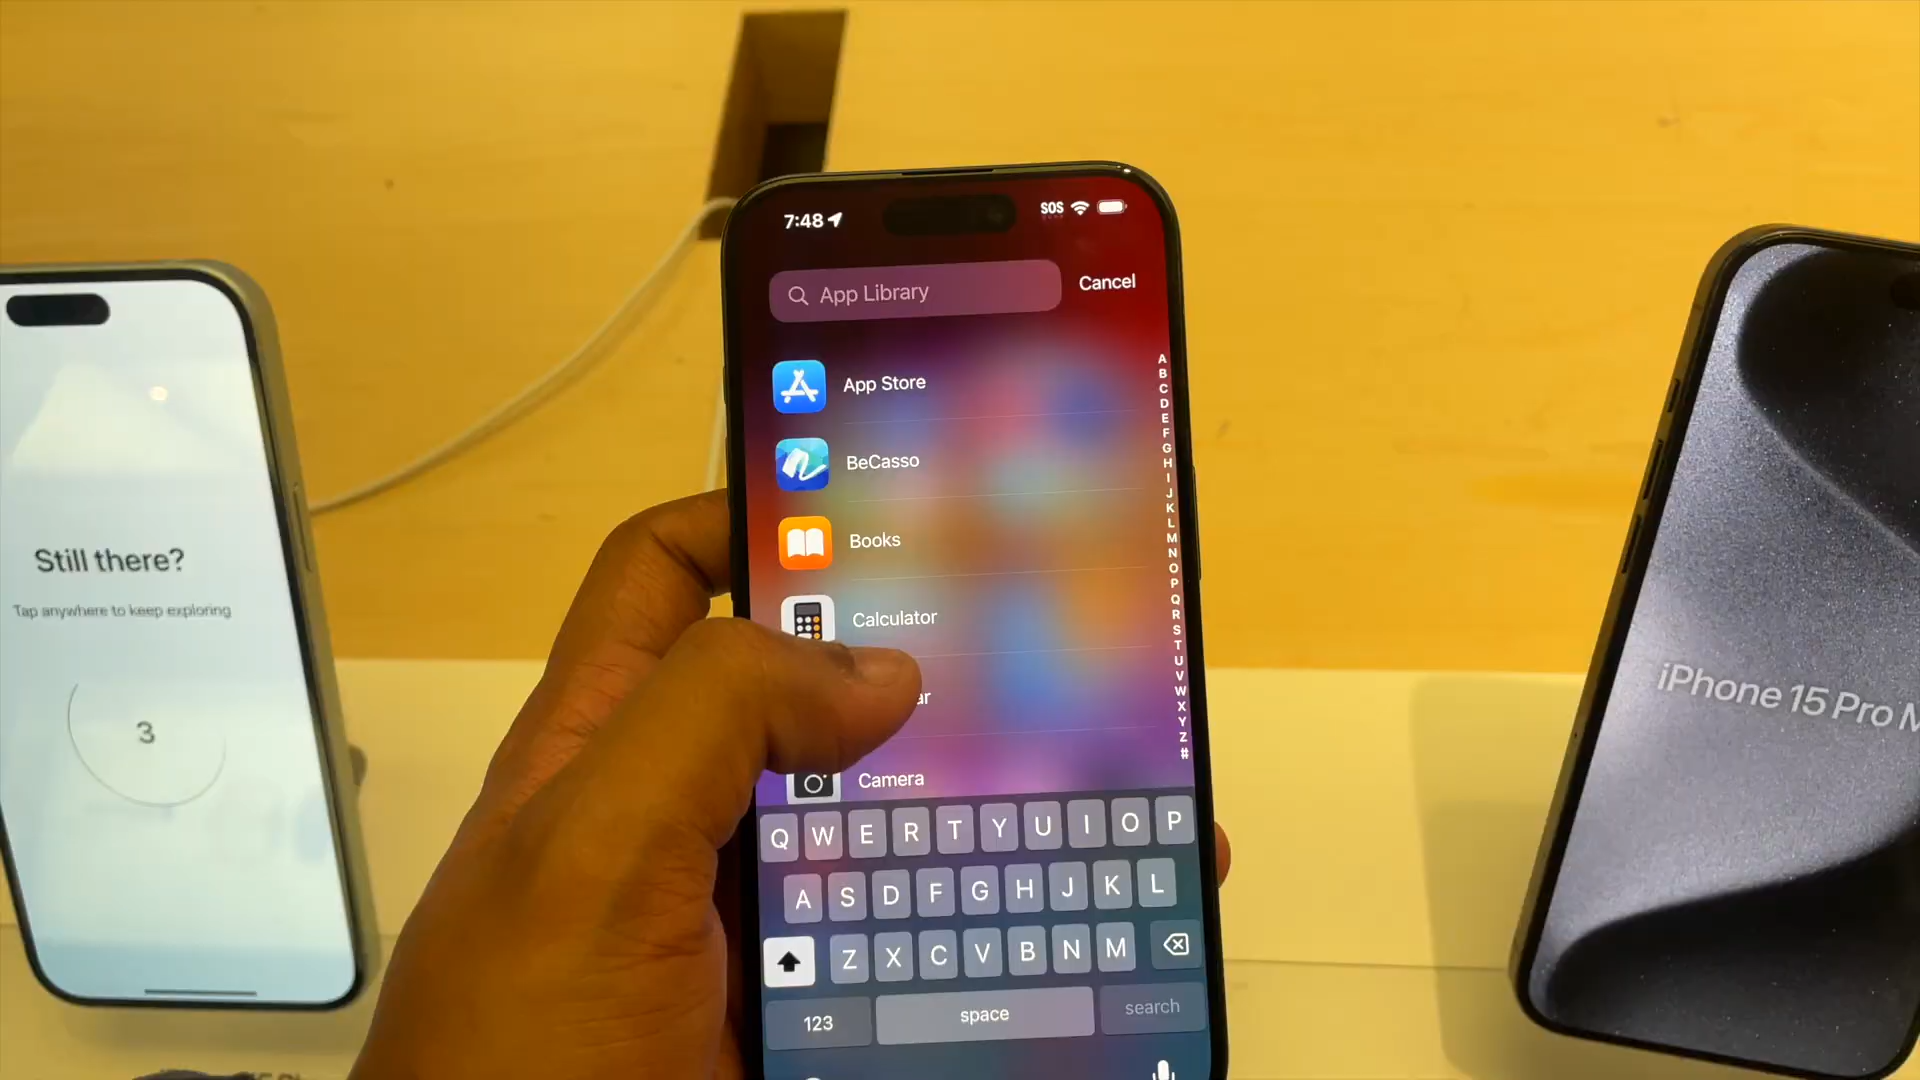 7:48
SOS
App Library
Cancel
App Store
BeCasso
Books
Calculator
ar
Camera
A
B
C
D
E
F
G
H
I
J
K
L
M
N
O
P
Q
R
S
T
U
V
W
X
Y
Z
#
Q W E R T Y U I O P
A S D F G H J K L
Z X C V B N M
123 space search
Still there?
Tap anywhere to keep exploring
3
iPhone 15 Pro M